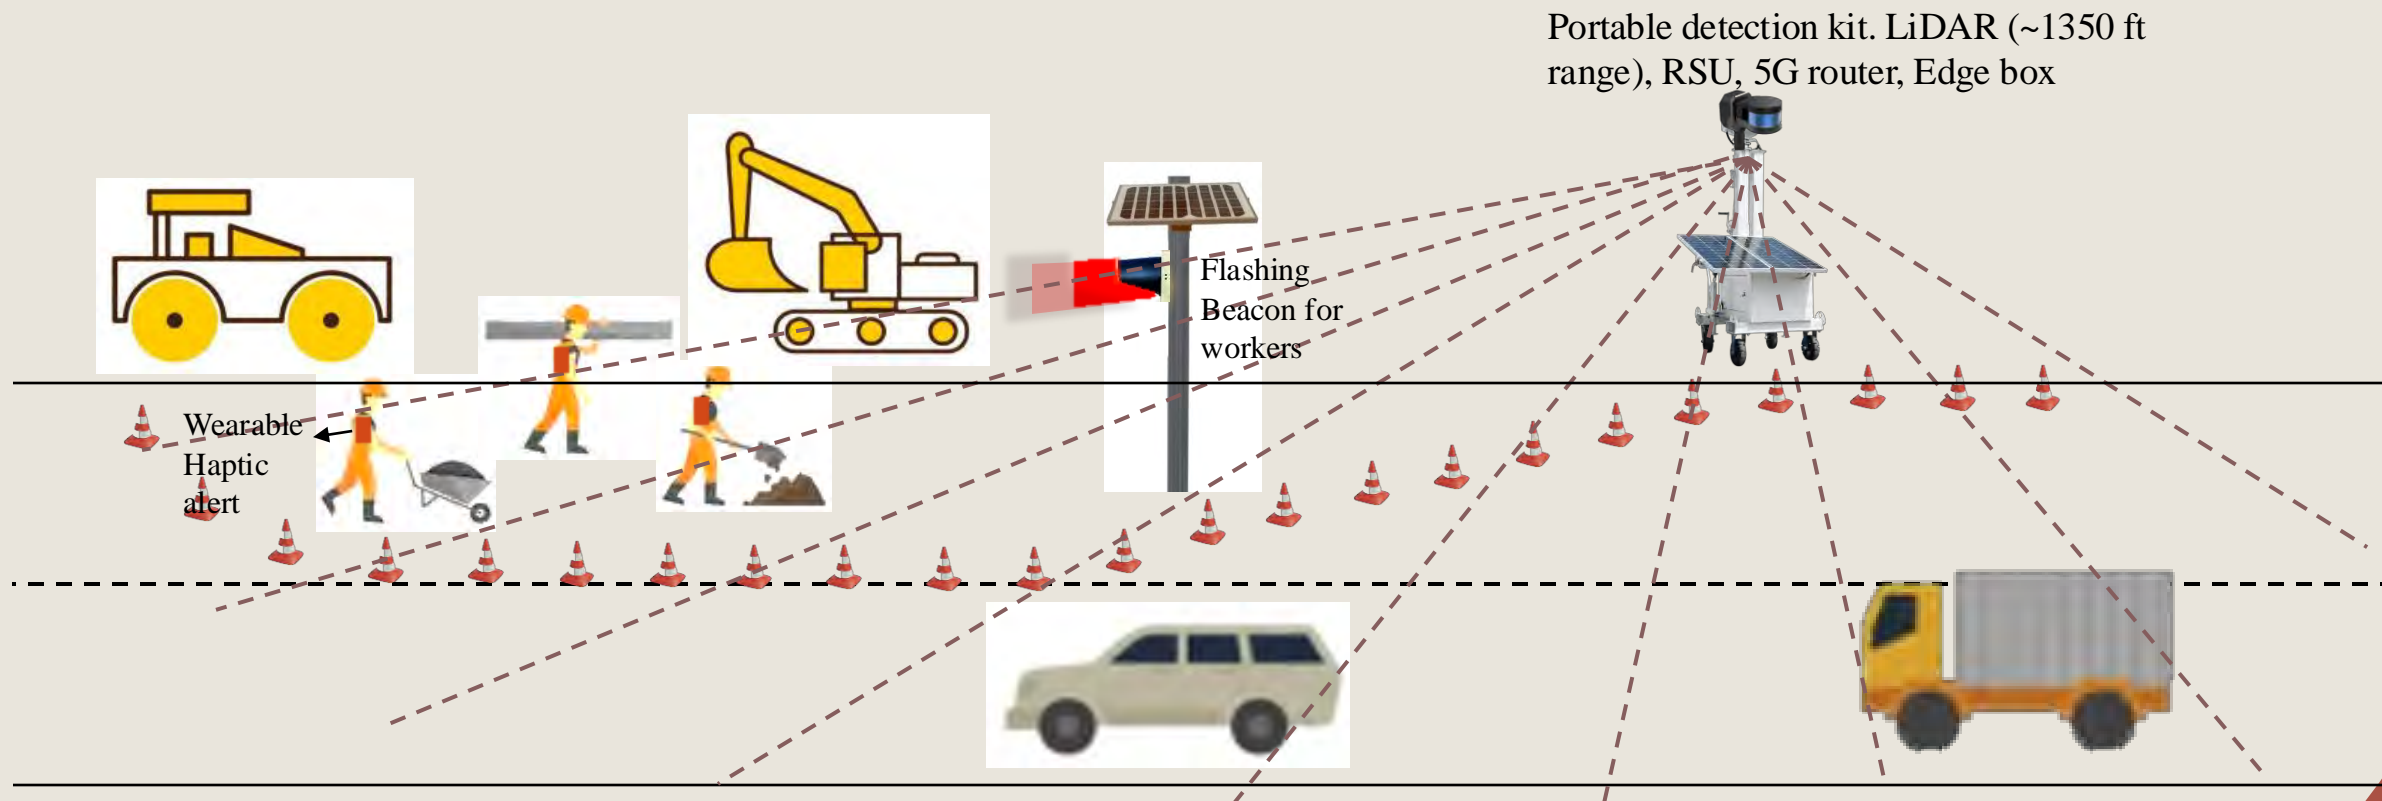 Portable detection kit. LiDAR (~1350 ft
range), RSU, 5G router, Edge box
Flashing
Beacon for
workers
Wearable
Haptic
alert